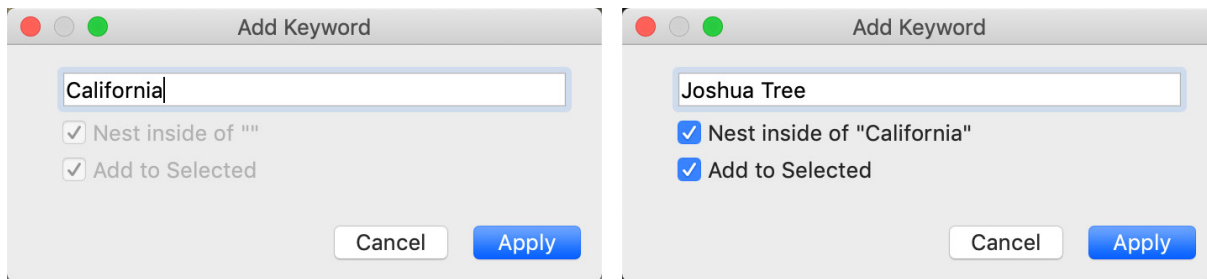 Add Keyword
California
Nest inside of ""
Add to Selected
Cancel
Apply
Add Keyword
Joshua Tree
Nest inside of "California"
Add to Selected
Cancel
Apply